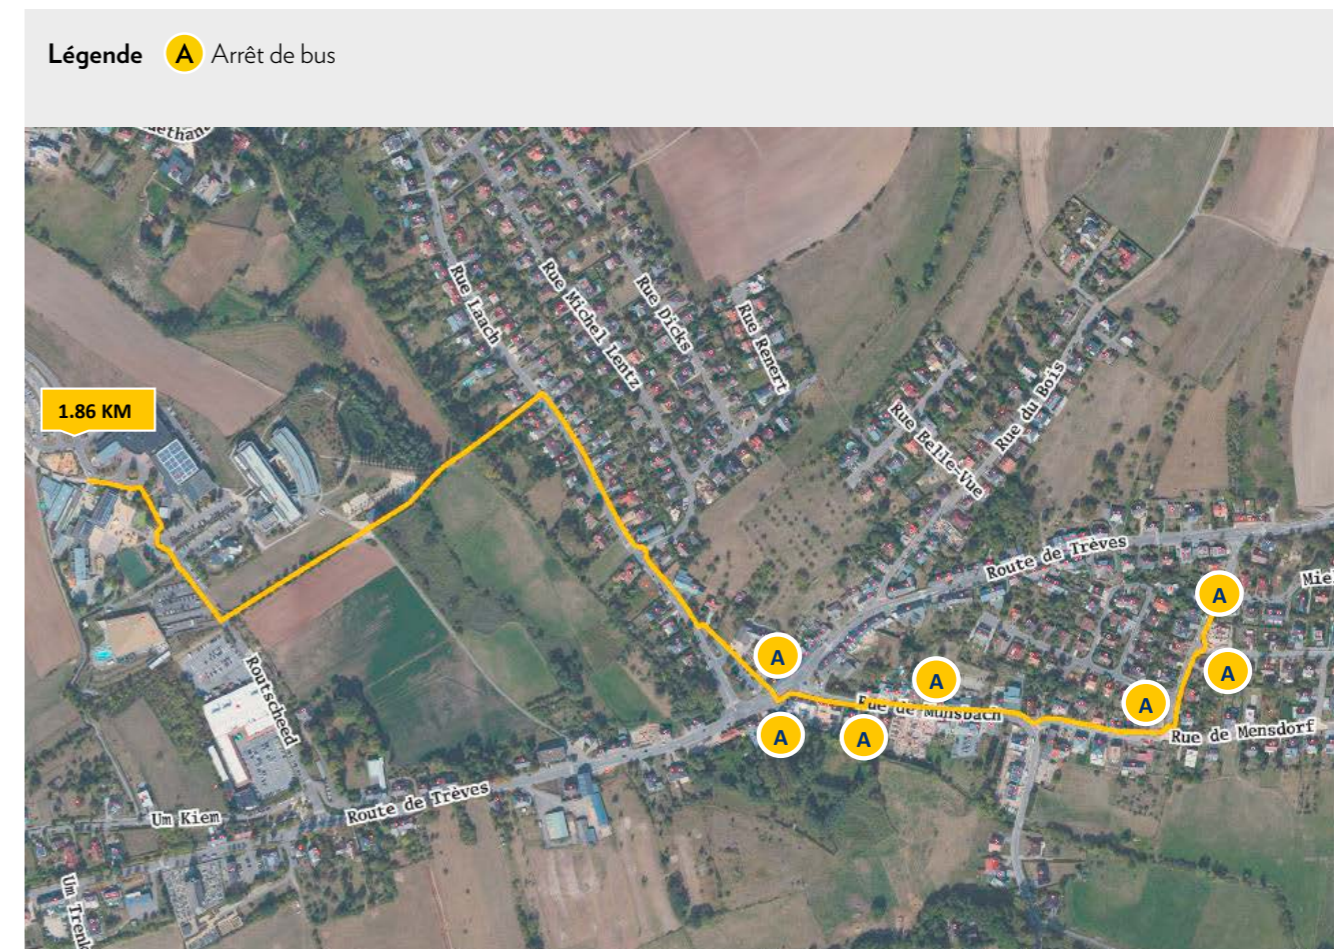 Légende A Arrêt de bus
Rue Laach
Rue Michel Lentz
Rue Dicks
Rue Renert
1.86 KM
Rue Belle-Vue
Rue du Bois
Route de Trèves
A
A
A
A
A
A
A
Rue de Munsbach
Rue de Mensdorf
Routscheed
Route de Trèves
Um Kiem